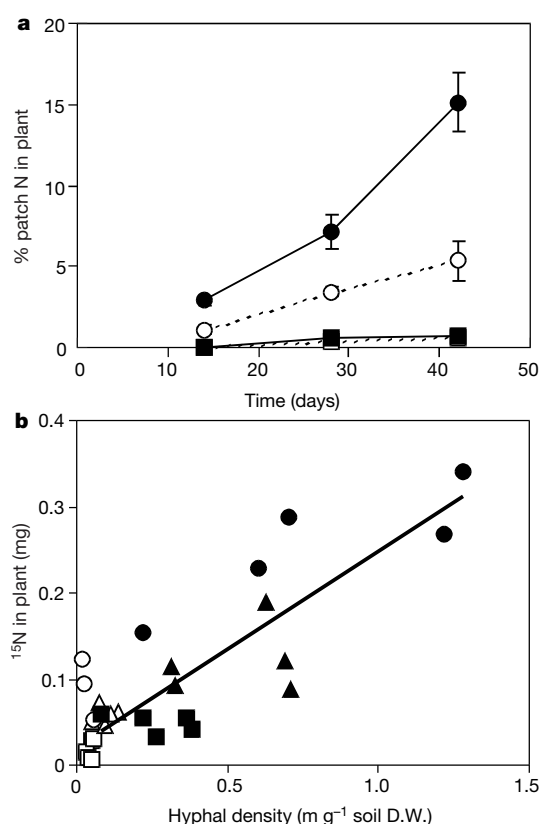 a
20
15
10
5
0
% patch N in plant
0 10 20 30 40 50
Time (days)
b
0.4
0.3
0.2
0.1
0
¹⁵N in plant (mg)
0 0.5 1.0 1.5
Hyphal density (m g⁻¹ soil D.W.)